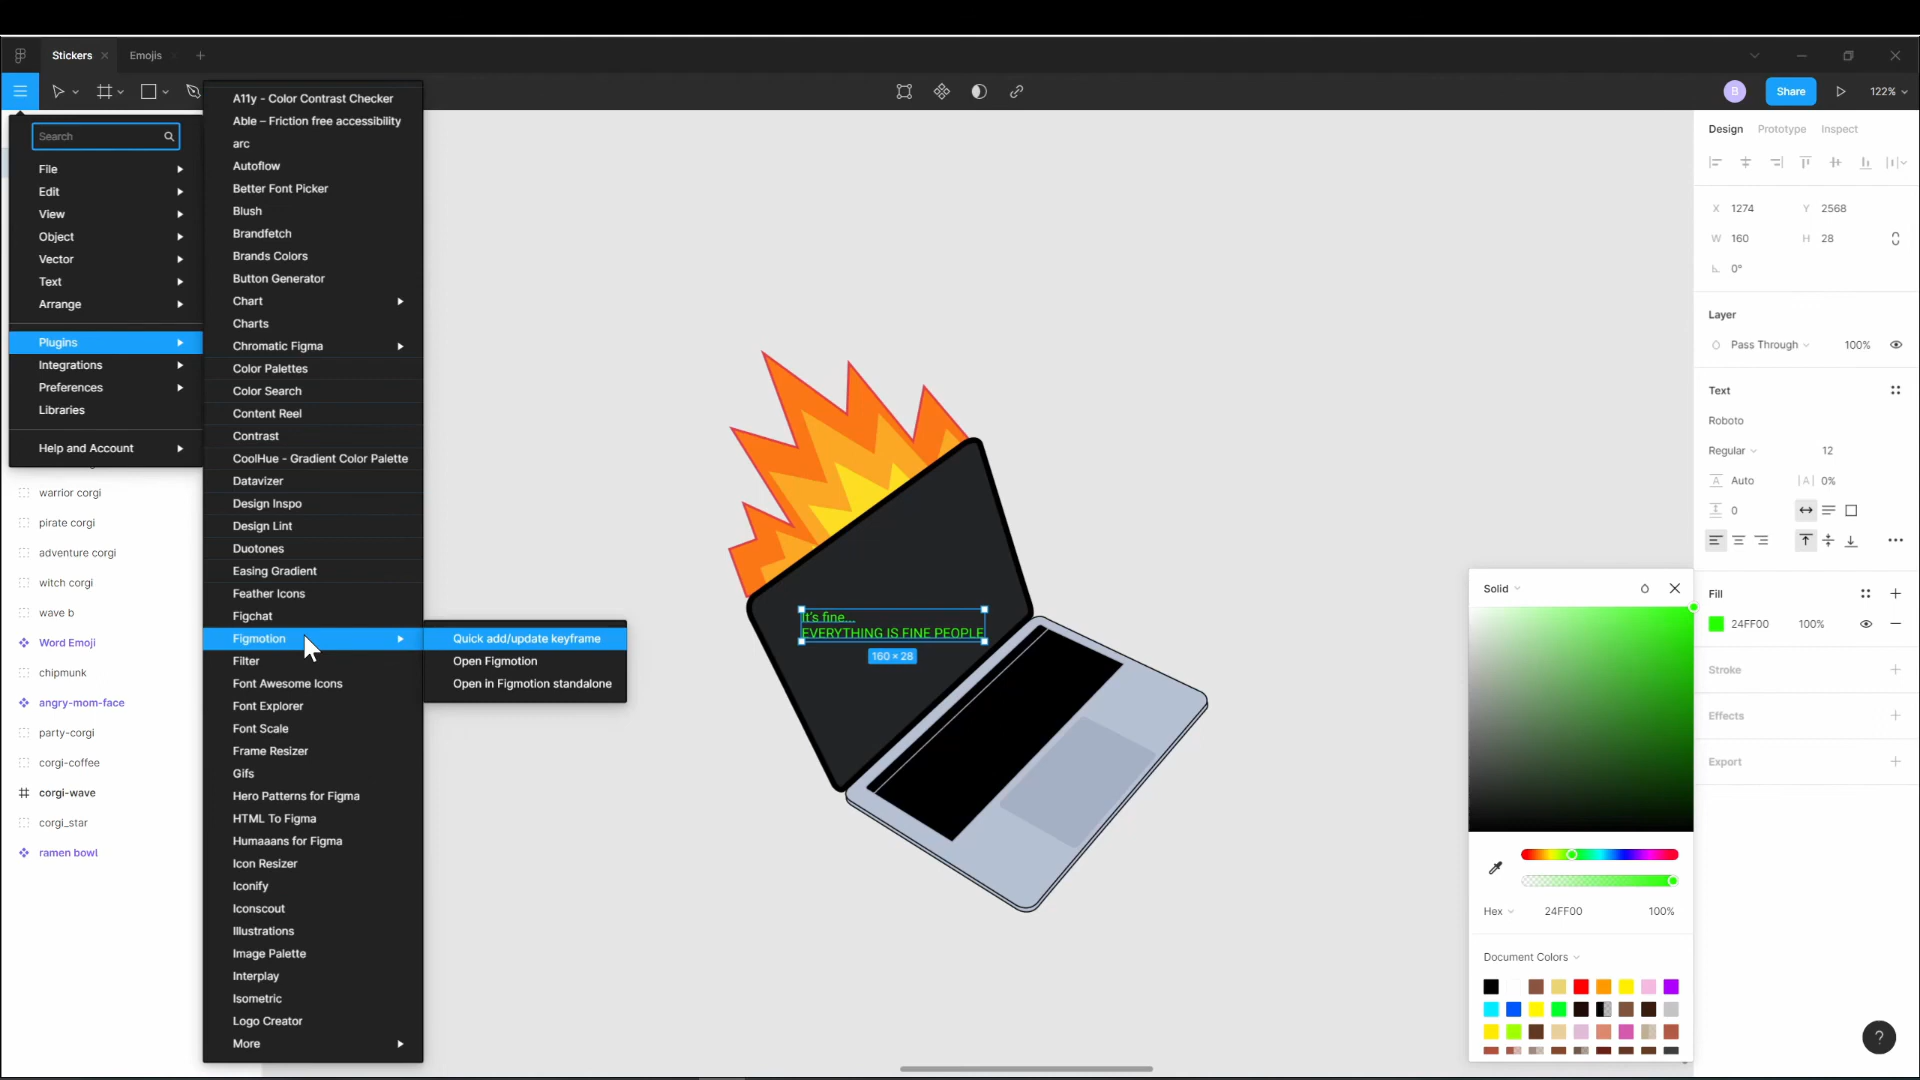 Stickers
Emojis
B
Share
122%
Search
File
Edit
View
Object
Vector
Text
Arrange
Plugins
Integrations
Preferences
Libraries
Help and Account
warrior corgi
pirate corgi
adventure corgi
witch corgi
wave b
Word Emoji
chipmunk
angry-mom-face
party-corgi
corgi-coffee
corgi-wave
corgi_star
ramen bowl
A11y - Color Contrast Checker
Able – Friction free accessibility
arc
Autoflow
Better Font Picker
Blush
Brandfetch
Brands Colors
Button Generator
Chart
Charts
Chromatic Figma
Color Palettes
Color Search
Content Reel
Contrast
CoolHue - Gradient Color Palette
Datavizer
Design Inspo
Design Lint
Duotones
Easing Gradient
Feather Icons
Figchat
Figmotion
Filter
Font Awesome Icons
Font Explorer
Font Scale
Frame Resizer
Gifs
Hero Patterns for Figma
HTML To Figma
Humaaans for Figma
Icon Resizer
Iconify
Iconscout
Illustrations
Image Palette
Interplay
Isometric
Logo Creator
More
Quick add/update keyframe
Open Figmotion
Open in Figmotion standalone
It's fine...
EVERYTHING IS FINE PEOPLE
160 × 28
Design Prototype Inspect
X 1274 Y 2568
W 160 H 28
0°
Layer
Pass Through 100%
Text
Roboto
Regular 12
A Auto |A| 0%
0
Fill
24FF00 100%
Stroke
Effects
Export
Solid
Hex 24FF00 100%
Document Colors
?